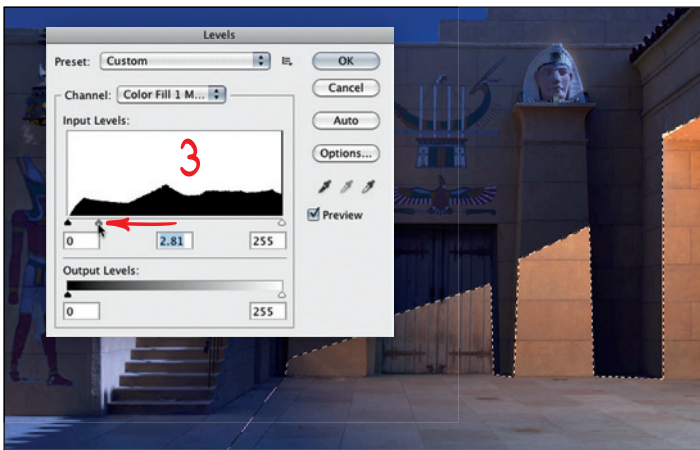 Levels
Preset: Custom
OK
Channel: Color Fill 1 M...
Cancel
Input Levels:
Auto
3
Options...
Preview
0 2.81 255
Output Levels:
0 255